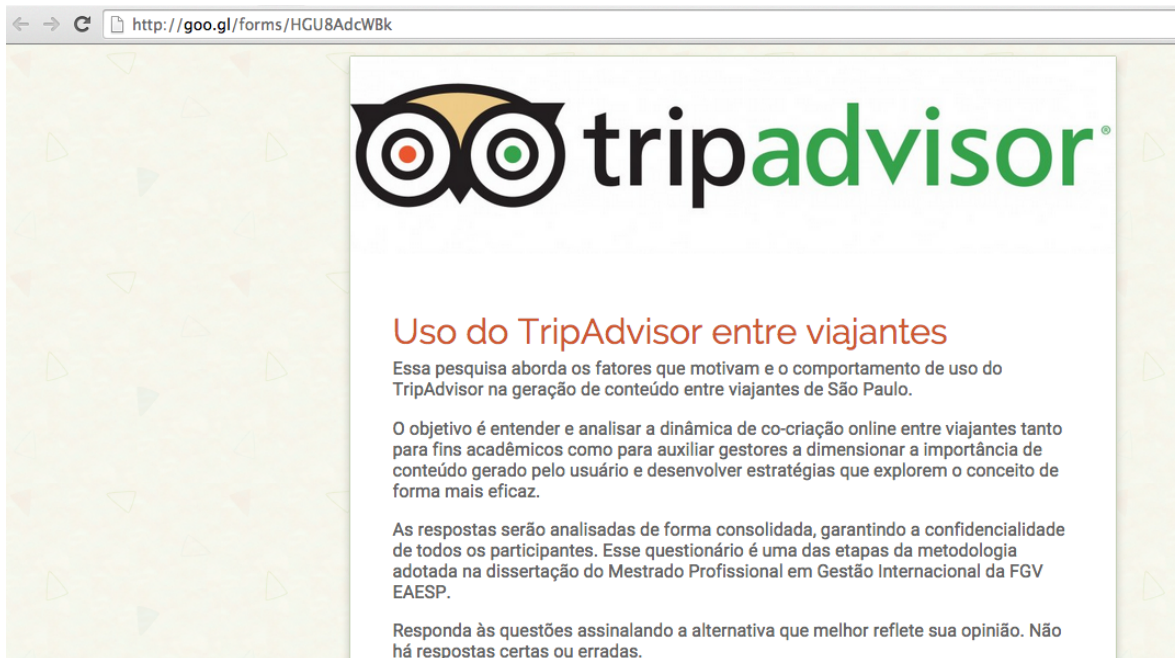 http://goo.gl/forms/HGU8AdcWBk
tripadvisor®
Uso do TripAdvisor entre viajantes
Essa pesquisa aborda os fatores que motivam e o comportamento de uso do
TripAdvisor na geração de conteúdo entre viajantes de São Paulo.
O objetivo é entender e analisar a dinâmica de co-criação online entre viajantes tanto
para fins acadêmicos como para auxiliar gestores a dimensionar a importância de
conteúdo gerado pelo usuário e desenvolver estratégias que explorem o conceito de
forma mais eficaz.
As respostas serão analisadas de forma consolidada, garantindo a confidencialidade
de todos os participantes. Esse questionário é uma das etapas da metodologia
adotada na dissertação do Mestrado Profissional em Gestão Internacional da FGV
EAESP.
Responda às questões assinalando a alternativa que melhor reflete sua opinião. Não
há respostas certas ou erradas.